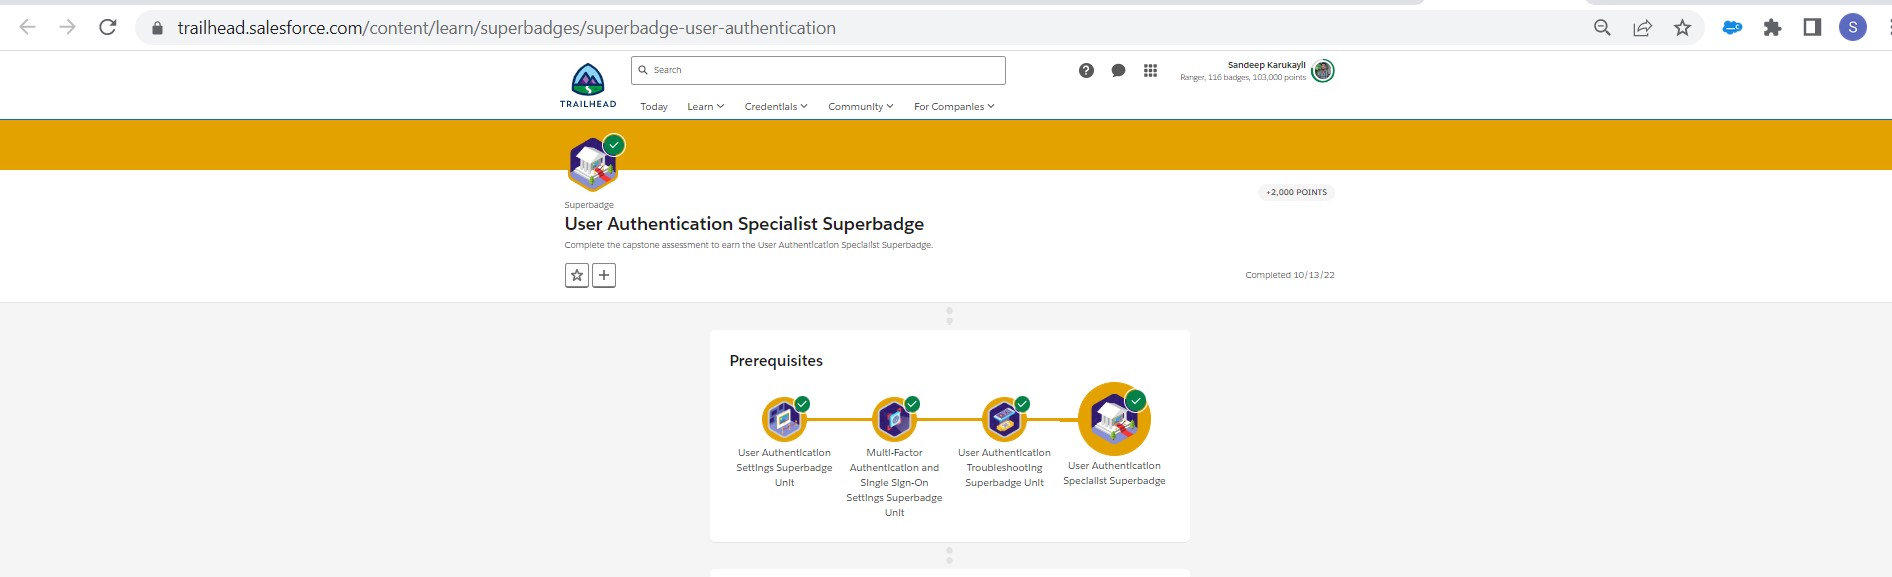 trailhead.salesforce.com/content/learn/superbadges/superbadge-user-authentication
S
TRAILHEAD
Search
Sandeep Karukayil
Ranger, 116 badges, 103,000 points
Today Learn Credentials Community For Companies
+2,000 POINTS
Superbadge
User Authentication Specialist Superbadge
Complete the capstone assessment to earn the User Authentication Specialist Superbadge.
Completed 10/13/22
Prerequisites
User Authentication
Settings Superbadge
Unit
Multi-Factor
Authentication and
Single Sign-On
Settings Superbadge
Unit
User Authentication
Troubleshooting
Superbadge Unit
User Authentication
Specialist Superbadge